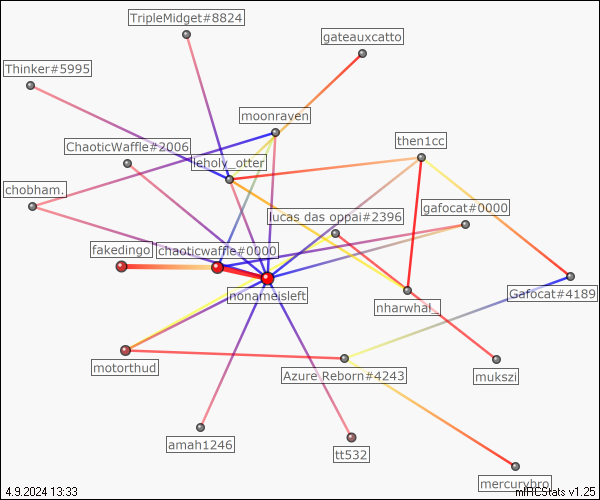 TripleMidget#8824
gateauxcatto
Thinker#5995
moonraven
then1cc
ChaoticWaffle#2006
leholy_otter
chobham.
lucas das oppai#2396
gafocat#0000
fakedingo
chaoticwaffle#0000
nonameisleft
Gafocat#4189
nharwhal_
motorthud
Azure Reborn#4243
mukszi
amah1246
tt532
mercurybro
4.9.2024 13:33
mIRCStats v1.25